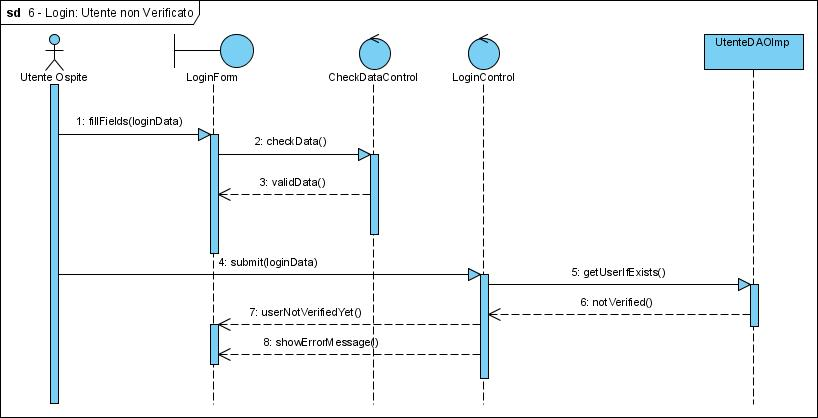 sd 6 - Login: Utente non Verificato
Utente Ospite
LoginForm
CheckDataControl
LoginControl
UtenteDAOImp
1: fillFields(loginData)
2: checkData()
3: validData()
4: submit(loginData)
5: getUserIfExists()
6: notVerified()
7: userNotVerifiedYet()
8: showErrorMessage()